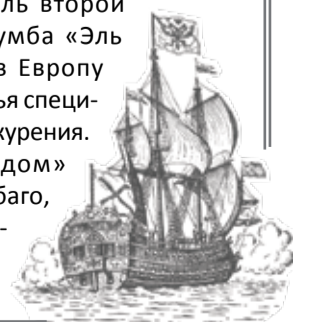 ль второй
умба «Эль
в Европу
ья специ-
курения.
дом»
баго,
-